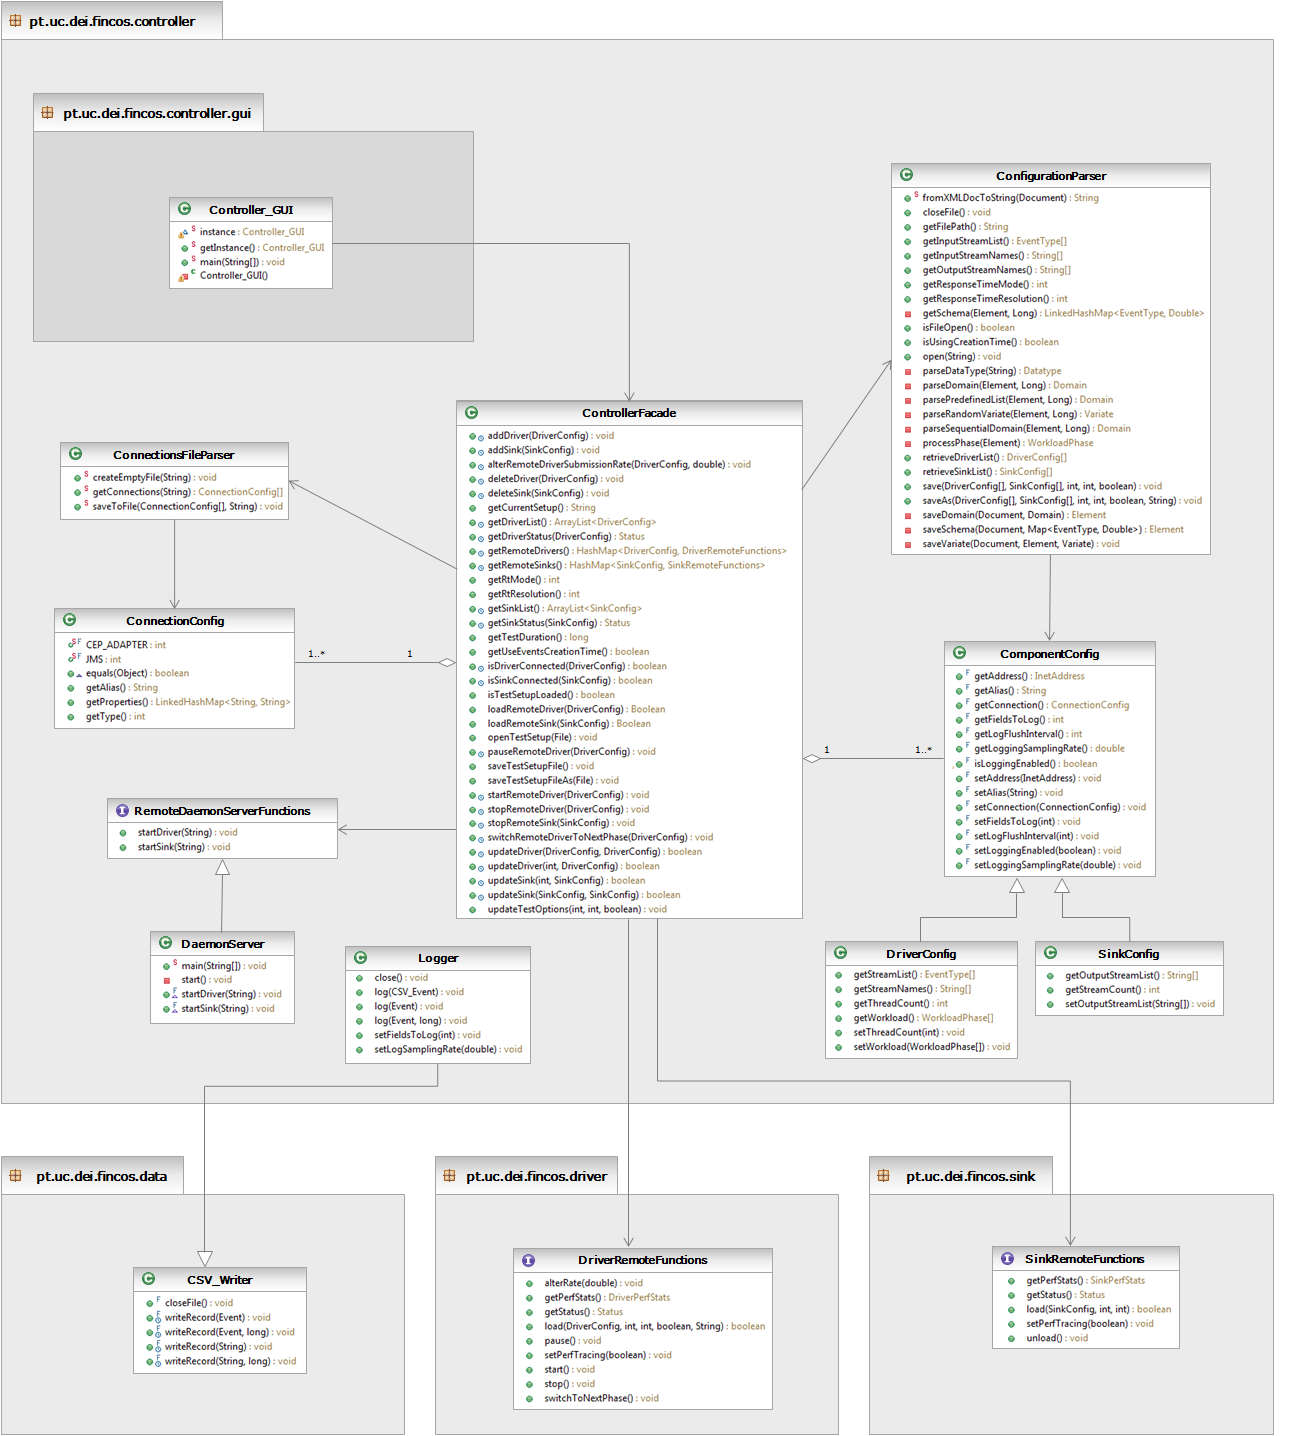 pt.uc.dei.fincos.controller
pt.uc.dei.fincos.controller.gui
Controller_GUI
instance : Controller_GUI
getInstance() : Controller_GUI
main(String[]) : void
Controller_GUI()
ConfigurationParser
fromXMLDocToString(Document) : String
closeFile() : void
getFilePath() : String
getInputStreamList() : EventType[]
getInputStreamNames() : String[]
getOutputStreamNames() : String[]
getResponseTimeMode() : int
getResponseTimeResolution() : int
getSchema(Element, Long) : LinkedHashMap<EventType, Double>
isFileOpen() : boolean
isUsingCreationTime() : boolean
open(String) : void
parseDataType(String) : Datatype
parseDomain(Element, Long) : Domain
parsePredefinedList(Element, Long) : Domain
parseRandomVariate(Element, Long) : Variate
parseSequentialDomain(Element, Long) : Domain
processPhase(Element) : WorkloadPhase
retrieveDriverList() : DriverConfig[]
retrieveSinkList() : SinkConfig[]
save(DriverConfig[], SinkConfig[], int, int, boolean) : void
saveAs(DriverConfig[], SinkConfig[], int, int, boolean, String) : void
saveDomain(Document, Domain) : Element
saveSchema(Document, Map<EventType, Double>) : Element
saveVariate(Document, Element, Variate) : void
ControllerFacade
addDriver(DriverConfig) : void
addSink(SinkConfig) : void
alterRemoteDriverSubmissionRate(DriverConfig, double) : void
deleteDriver(DriverConfig) : void
deleteSink(SinkConfig) : void
getCurrentSetup() : String
getDriverList() : ArrayList<DriverConfig>
getDriverStatus(DriverConfig) : Status
getRemoteDrivers() : HashMap<DriverConfig, DriverRemoteFunctions>
getRemoteSinks() : HashMap<SinkConfig, SinkRemoteFunctions>
getRtMode() : int
getRtResolution() : int
getSinkList() : ArrayList<SinkConfig>
getSinkStatus(SinkConfig) : Status
getTestDuration() : long
getUseEventsCreationTime() : boolean
isDriverConnected(DriverConfig) : boolean
isSinkConnected(SinkConfig) : boolean
isTestSetupLoaded() : boolean
loadRemoteDriver(DriverConfig) : Boolean
loadRemoteSink(SinkConfig) : Boolean
openTestSetup(File) : void
pauseRemoteDriver(DriverConfig) : void
saveTestSetupFile() : void
saveTestSetupFileAs(File) : void
startRemoteDriver(DriverConfig) : void
stopRemoteDriver(DriverConfig) : void
stopRemoteSink(SinkConfig) : void
switchRemoteDriverToNextPhase(DriverConfig) : void
updateDriver(DriverConfig, DriverConfig) : boolean
updateDriver(int, DriverConfig) : boolean
updateSink(int, SinkConfig) : boolean
updateSink(SinkConfig, SinkConfig) : boolean
updateTestOptions(int, int, boolean) : void
ConnectionsFileParser
createEmptyFile(String) : void
getConnections(String) : ConnectionConfig[]
saveToFile(ConnectionConfig[], String) : void
ConnectionConfig
CEP_ADAPTER : int
JMS : int
equals(Object) : boolean
getAlias() : String
getProperties() : LinkedHashMap<String, String>
getType() : int
1..* 1
ComponentConfig
getAddress() : InetAddress
getAlias() : String
getConnection() : ConnectionConfig
getFieldsToLog() : int
getLogFlushInterval() : int
getLoggingSamplingRate() : double
isLoggingEnabled() : boolean
setAddress(InetAddress) : void
setAlias(String) : void
setConnection(ConnectionConfig) : void
setFieldsToLog(int) : void
setLogFlushInterval(int) : void
setLoggingEnabled(boolean) : void
setLoggingSamplingRate(double) : void
1 1..*
RemoteDaemonServerFunctions
startDriver(String) : void
startSink(String) : void
DaemonServer
main(String[]) : void
start() : void
startDriver(String) : void
startSink(String) : void
Logger
close() : void
log(CSV_Event) : void
log(Event) : void
log(Event, long) : void
setFieldsToLog(int) : void
setLogSamplingRate(double) : void
DriverConfig
getStreamList() : EventType[]
getStreamNames() : String[]
getThreadCount() : int
getWorkload() : WorkloadPhase[]
setThreadCount(int) : void
setWorkload(WorkloadPhase[]) : void
SinkConfig
getOutputStreamList() : String[]
getStreamCount() : int
setOutputStreamList(String[]) : void
pt.uc.dei.fincos.data
CSV_Writer
closeFile() : void
writeRecord(Event) : void
writeRecord(Event, long) : void
writeRecord(String) : void
writeRecord(String, long) : void
pt.uc.dei.fincos.driver
DriverRemoteFunctions
alterRate(double) : void
getPerfStats() : DriverPerfStats
getStatus() : Status
load(DriverConfig, int, int, boolean, String) : boolean
pause() : void
setPerfTracing(boolean) : void
start() : void
stop() : void
switchToNextPhase() : void
pt.uc.dei.fincos.sink
SinkRemoteFunctions
getPerfStats() : SinkPerfStats
getStatus() : Status
load(SinkConfig, int, int) : boolean
setPerfTracing(boolean) : void
unload() : void